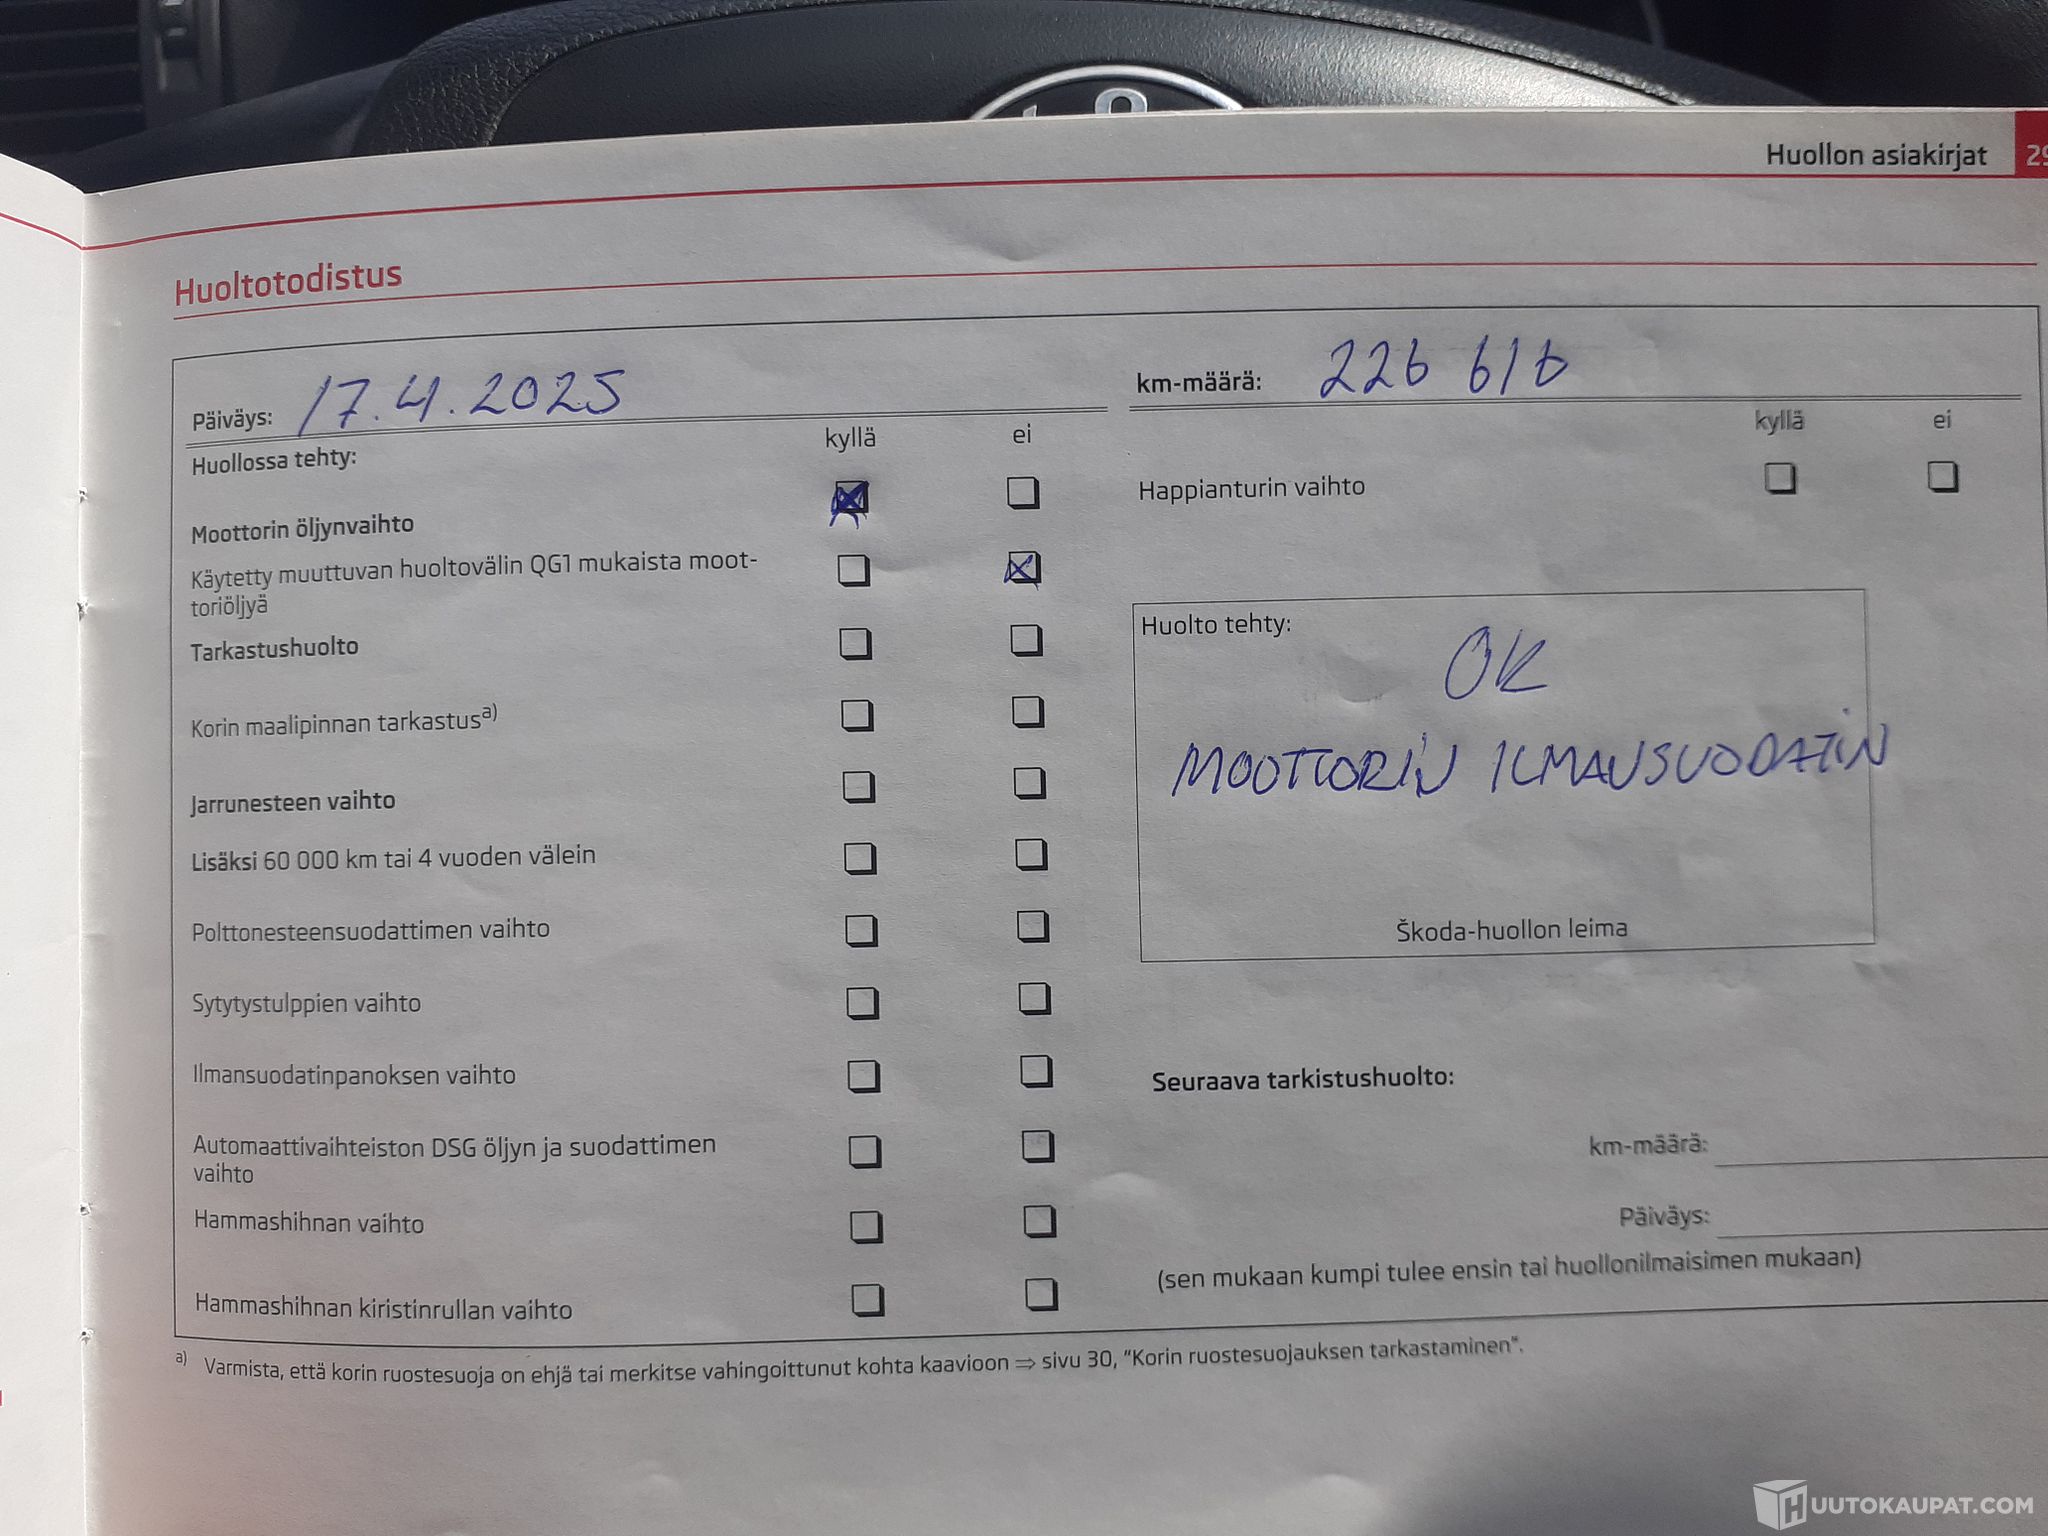 Huollon asiakirjat 29
Huoltotodistus
Päiväys: 17.4.2025
km-määrä: 226 616
kyllä ei
Huollossa tehty:
Moottorin öljynvaihto
Käytetty muuttuvan huoltovälin QG1 mukaista moot-
toriöljyä
Tarkastushuolto
Korin maalipinnan tarkastus a)
Jarrunesteen vaihto
Lisäksi 60 000 km tai 4 vuoden välein
Polttonesteensuodattimen vaihto
Sytytystulppien vaihto
Ilmansuodatinpanoksen vaihto
Automaattivaihteiston DSG öljyn ja suodattimen
vaihto
Hammashihnan vaihto
Hammashihnan kiristinrullan vaihto
kyllä ei
Happianturin vaihto
Huolto tehty:
OK
MOOTTORIN ILMANSUODATIN
Škoda-huollon leima
Seuraava tarkistushuolto:
km-määrä:
Päiväys:
(sen mukaan kumpi tulee ensin tai huollonilmaisimen mukaan)
a) Varmista, että korin ruostesuoja on ehjä tai merkitse vahingoittunut kohta kaavioon ⇒ sivu 30, "Korin ruostesuojauksen tarkastaminen".
HUUTOKAUPAT.COM